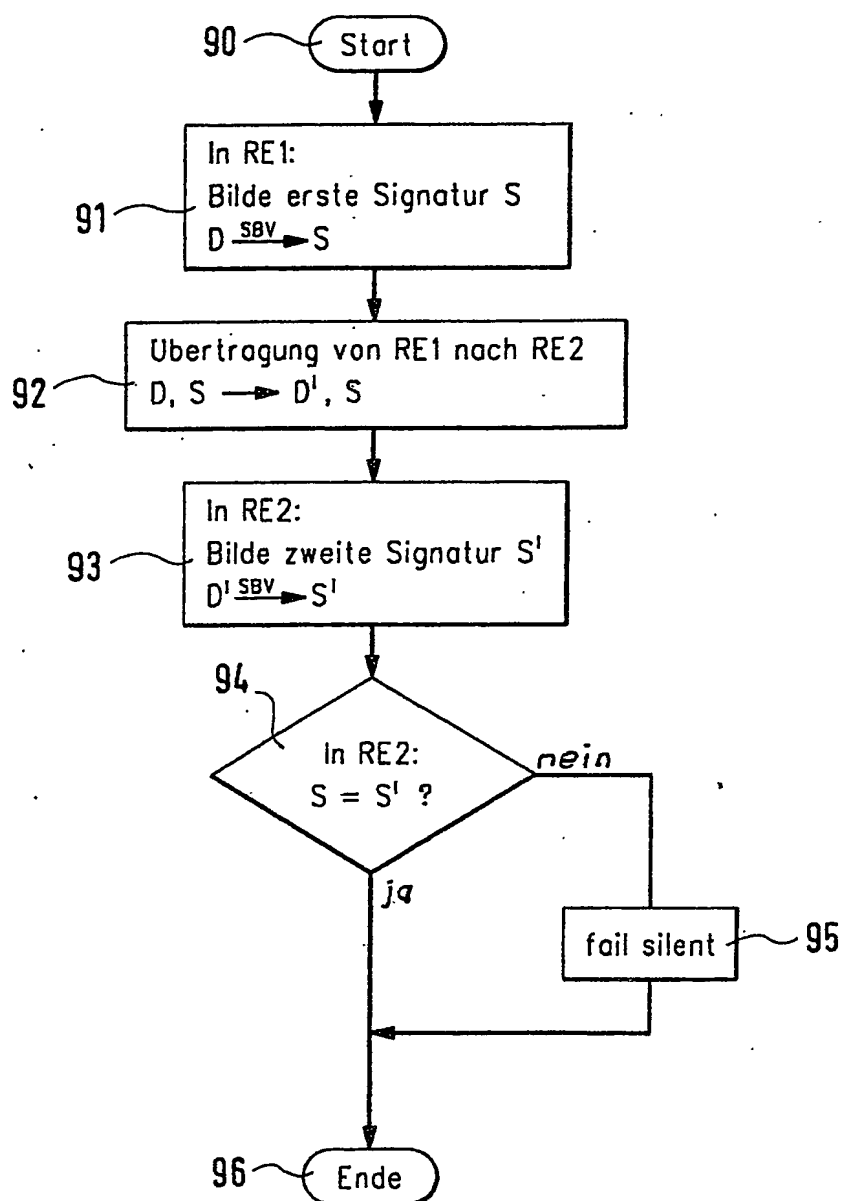 90
Start
In RE1:
Bilde erste Signatur S
D SBV S
91
Übertragung von RE1 nach RE2
D, S → D', S
92
In RE2:
Bilde zweite Signatur S'
D' SBV S'
93
94
In RE2:
S = S' ?
nein
ja
fail silent
95
96
Ende